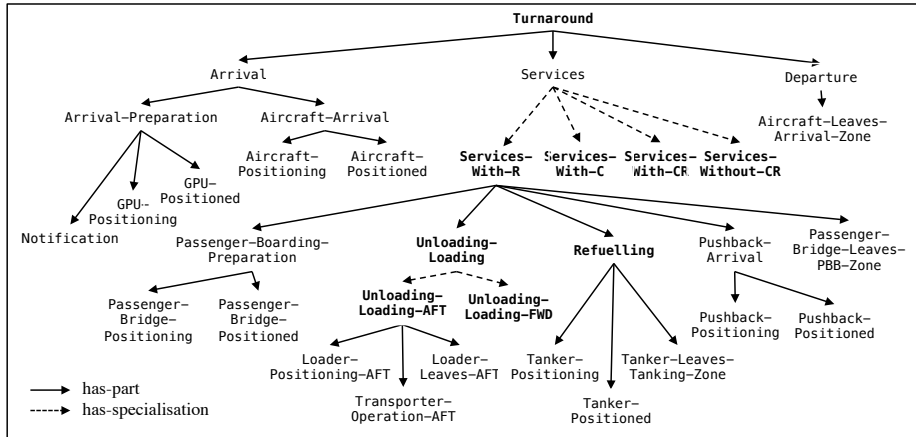 Turnaround
Arrival
Services
Departure
Arrival–Preparation
Aircraft–Arrival
Aircraft–Leaves–
Arrival–Zone
Aircraft–
Positioning
Aircraft–
Positioned
Services–
With–R
Services–
With–C
Services–
With–CR
Services–
Without–CR
GPU–
Positioned
GPU–
Positioning
Notification
Passenger–Boarding–
Preparation
Unloading–
Loading
Refuelling
Pushback–
Arrival
Passenger–
Bridge–Leaves–
PBB–Zone
Passenger–
Bridge–
Positioning
Passenger–
Bridge–
Positioned
Unloading–
Loading–AFT
Unloading–
Loading–FWD
Pushback–
Positioning
Pushback–
Positioned
Loader–
Positioning–AFT
Loader–
Leaves–AFT
Tanker–
Positioning
Tanker–Leaves–
Tanking–Zone
Transporter–
Operation–AFT
Tanker–
Positioned
has-part
has-specialisation